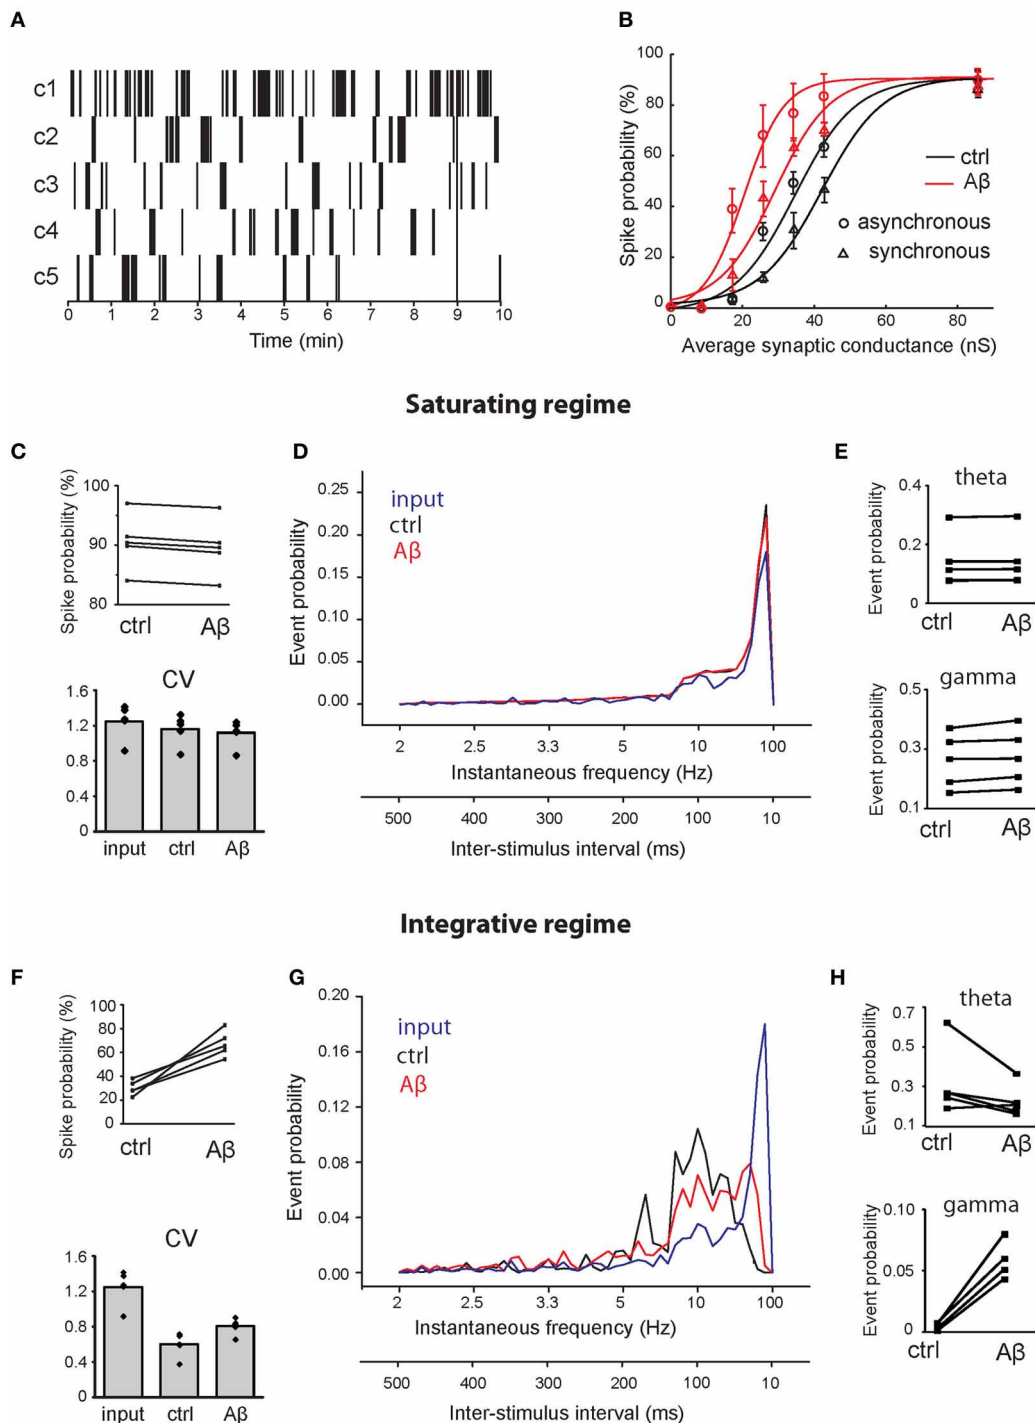 A
c1
c2
c3
c4
c5
0 1 2 3 4 5 6 7 8 9 10
Time (min)
B
Spike probability (%)
100
80
60
40
20
0
ctrl
Aβ
asynchronous
synchronous
0 20 40 60 80
Average synaptic conductance (nS)
Saturating regime
C
Spike probability (%)
100
90
80
ctrl Aβ
CV
1.6
1.2
0.8
0.4
0
input ctrl Aβ
D
Event probability
0.25
0.20
0.15
0.10
0.05
0.00
input
ctrl
Aβ
2 2.5 3.3 5 10 100
Instantaneous frequency (Hz)
500 400 300 200 100 10
Inter-stimulus interval (ms)
E
theta
Event probability
0.4
0.2
0
ctrl Aβ
gamma
Event probability
0.5
0.3
0.1
ctrl Aβ
Integrative regime
F
Spike probability (%)
100
80
60
40
20
0
ctrl Aβ
CV
1.6
1.2
0.8
0.4
0
input ctrl Aβ
G
Event probability
0.20
0.16
0.12
0.08
0.04
0.00
input
ctrl
Aβ
2 2.5 3.3 5 10 100
Instantaneous frequency (Hz)
500 400 300 200 100 10
Inter-stimulus interval (ms)
H
theta
Event probability
0.7
0.5
0.3
0.1
ctrl Aβ
gamma
Event probability
0.10
0.05
0
ctrl Aβ